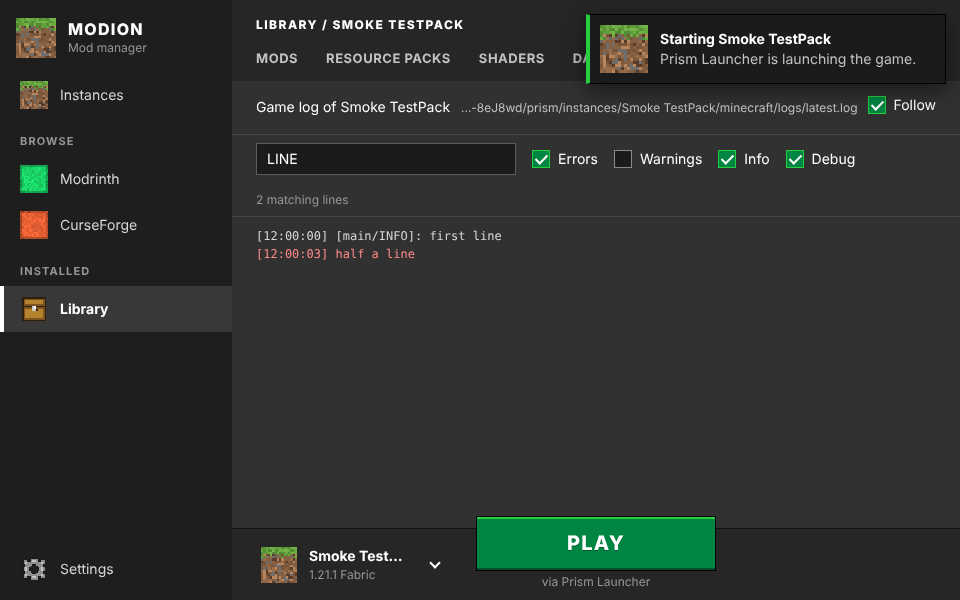 MODION
Mod manager
Instances
BROWSE
Modrinth
CurseForge
INSTALLED
Library
Settings
LIBRARY / SMOKE TESTPACK
MODS RESOURCE PACKS SHADERS
Starting Smoke TestPack
Prism Launcher is launching the game.
Game log of Smoke TestPack ...-8eJ8wd/prism/instances/Smoke TestPack/minecraft/logs/latest.log Follow
LINE Errors Warnings Info Debug
2 matching lines
[12:00:00] [main/INFO]: first line
[12:00:03] half a line
Smoke Test...
1.21.1 Fabric
PLAY
via Prism Launcher